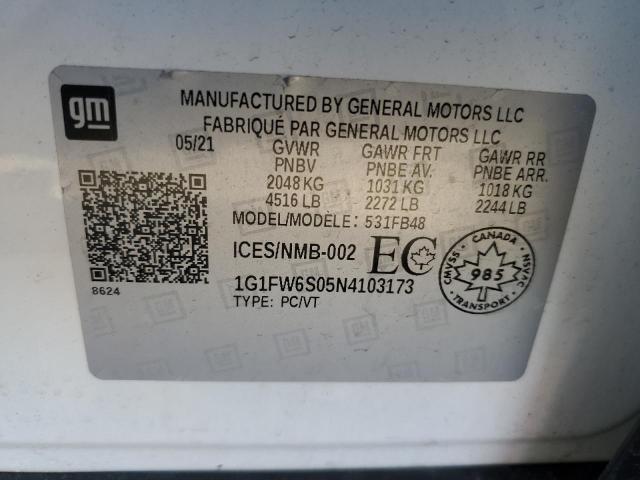 gm
MANUFACTURED BY GENERAL MOTORS LLC
FABRIQUÉ PAR GENERAL MOTORS LLC
05/21 GVWR GAWR FRT GAWR RR
PNBV PNBE AV. PNBE ARR.
2048 KG 1031 KG 1018 KG
4516 LB 2272 LB 2244 LB
MODEL/MODÈLE: 531FB48
ICES/NMB-002 EC
CANADA
CMVSS 985 NSVAC
TRANSPORT
1G1FW6S05N4103173
8624 TYPE: PC/VT